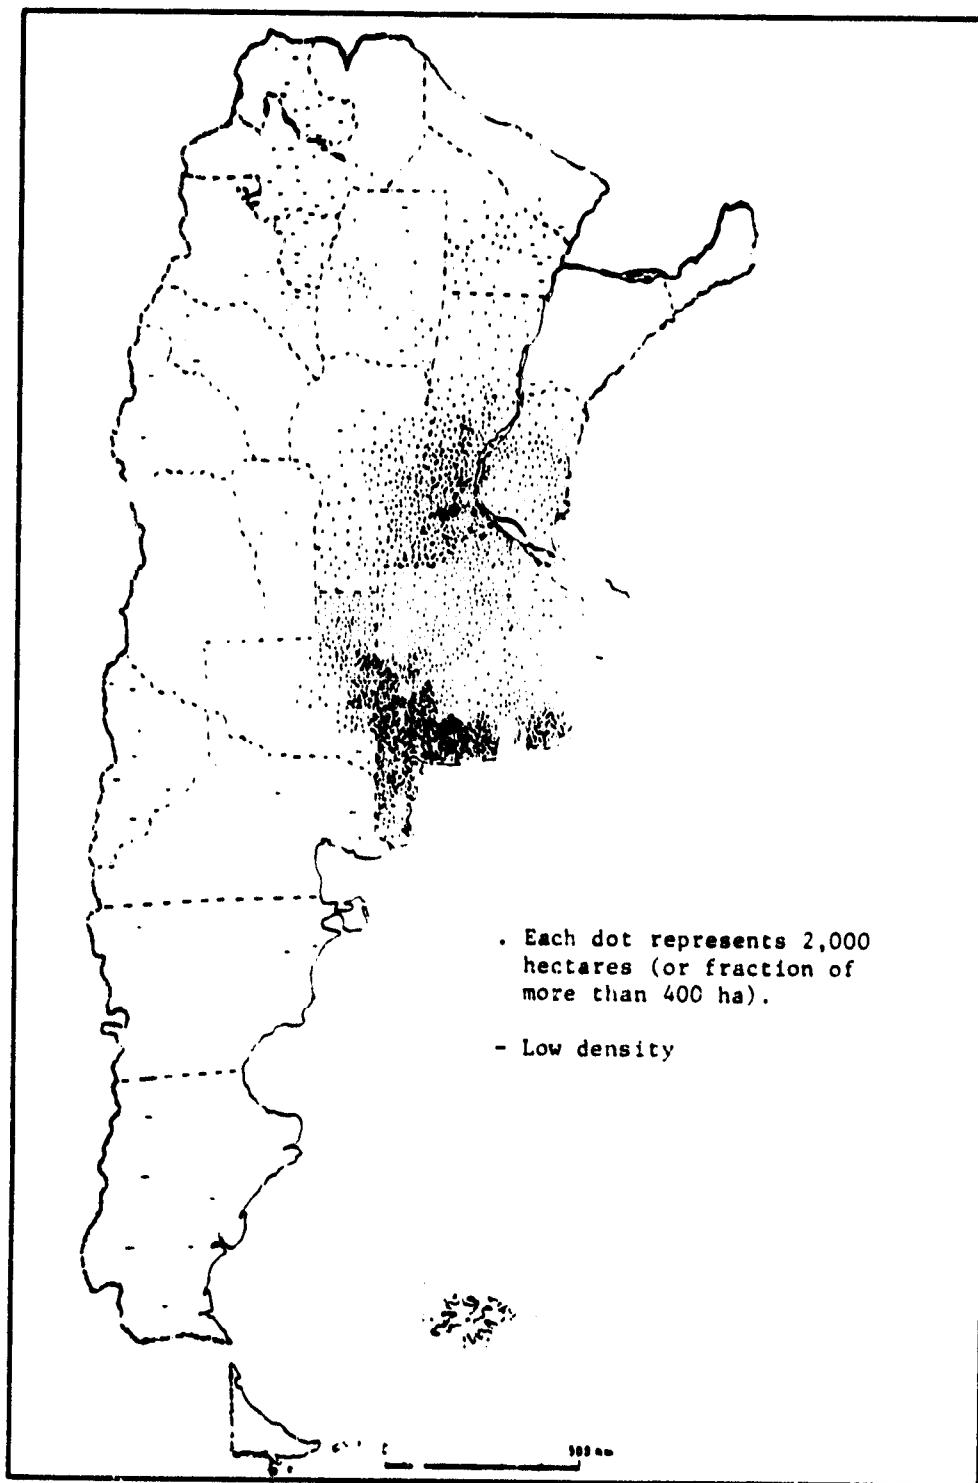 . Each dot represents 2,000
hectares (or fraction of
more than 400 ha).
- Low density